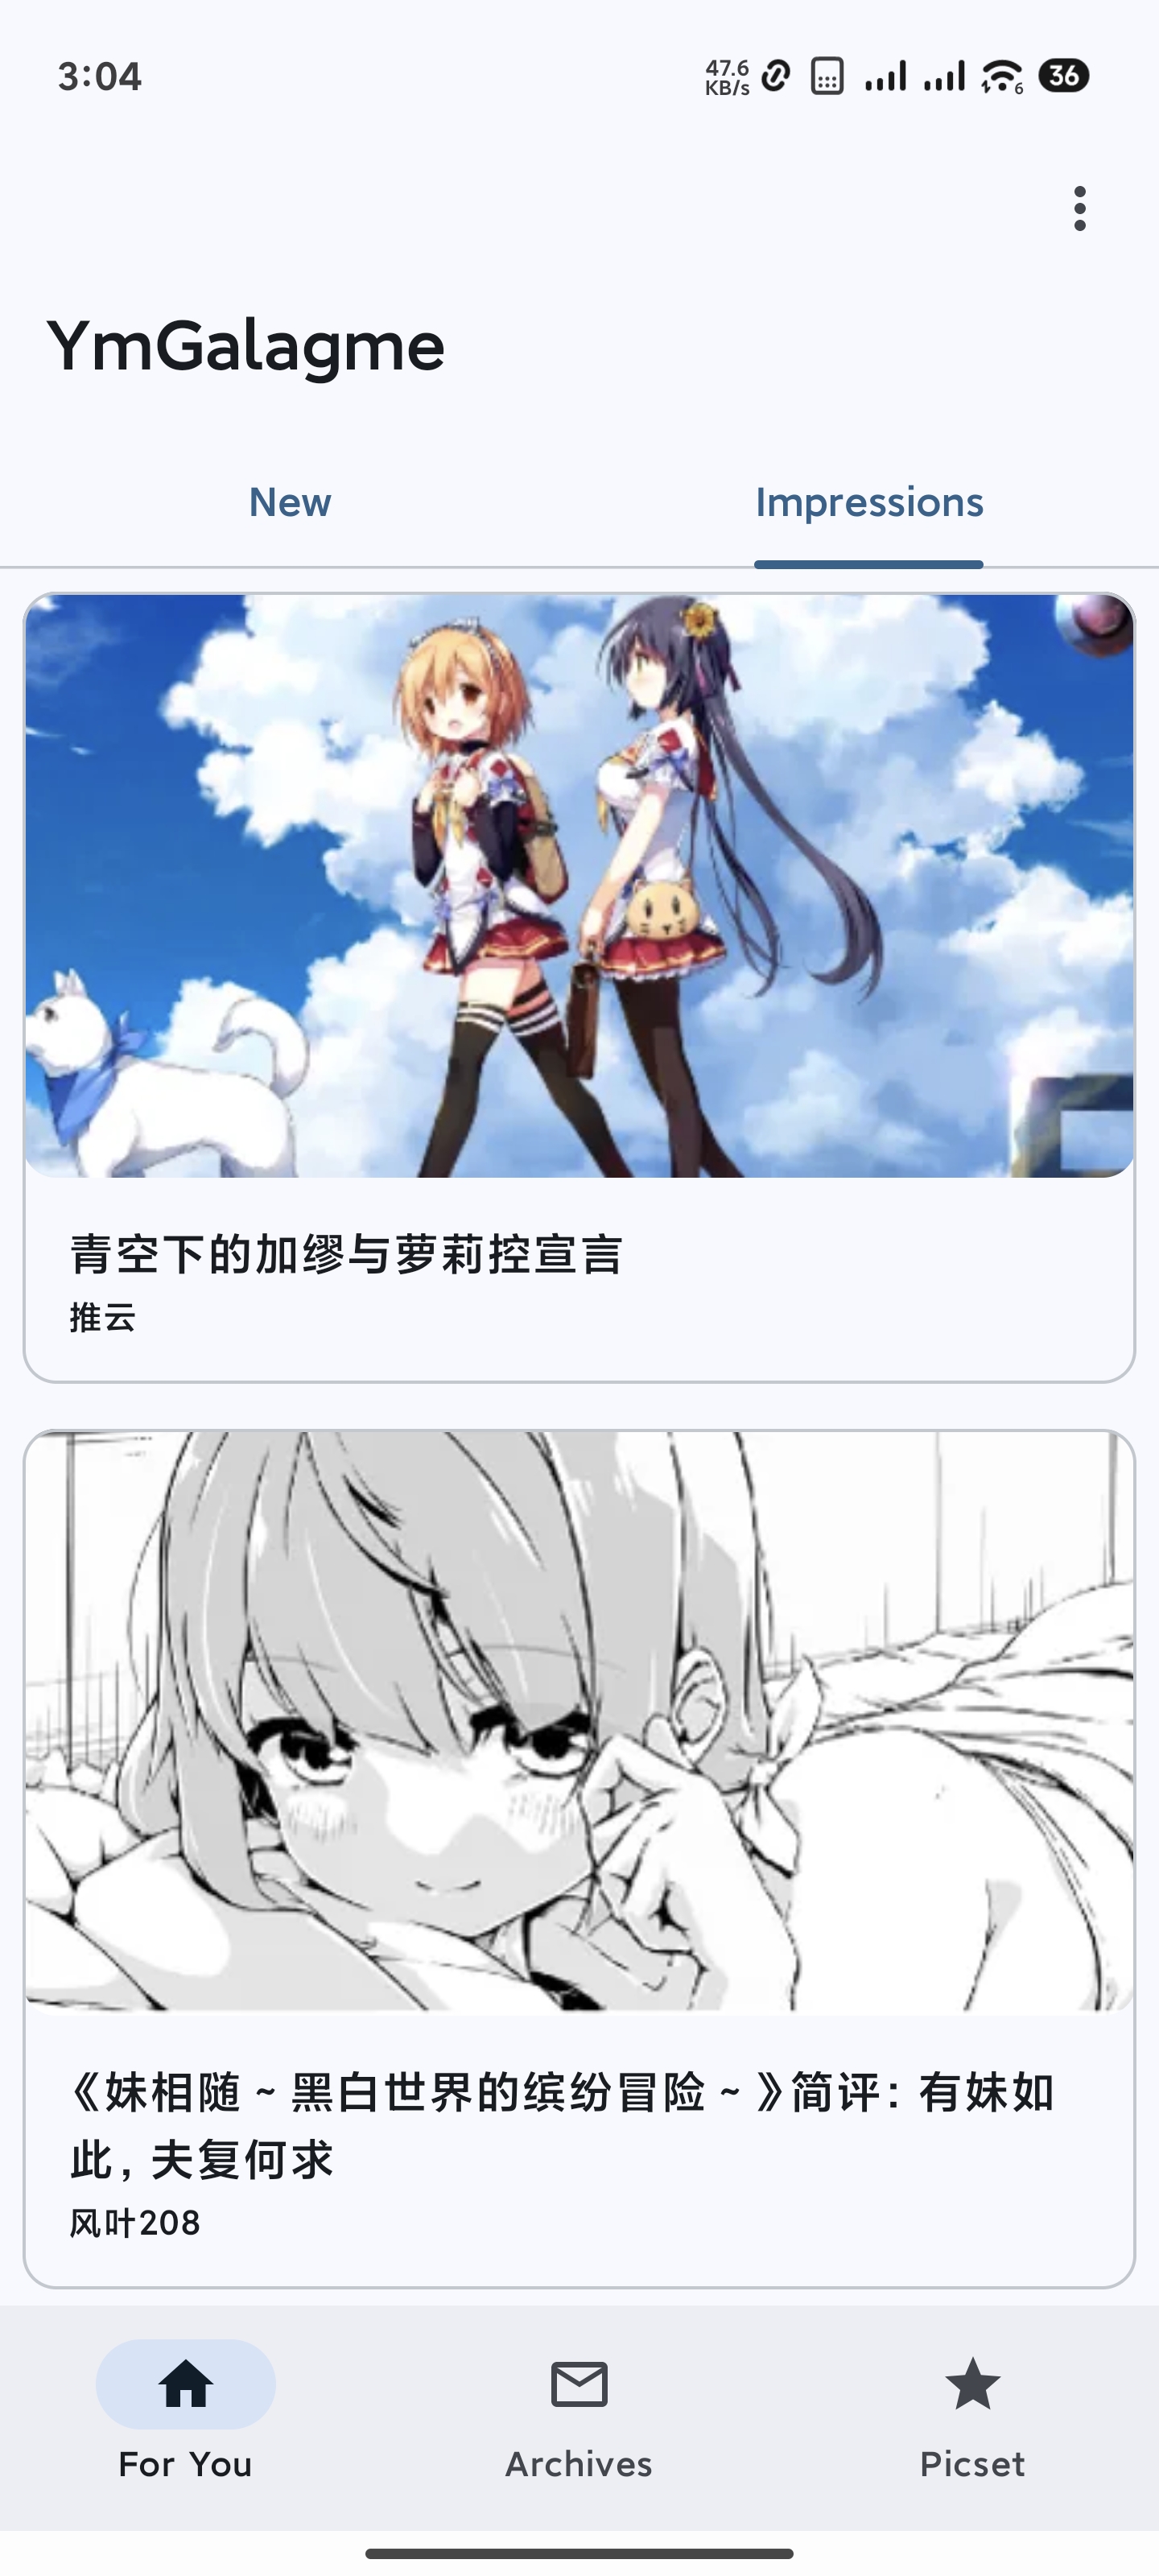 3:04
47.6
KB/s
6
36
YmGalagme
New
Impressions
青空下的加缪与萝莉控宣言
推云
《妹相随～黑白世界的缤纷冒险～》简评：有妹如
此，夫复何求
风叶208
For You
Archives
Picset